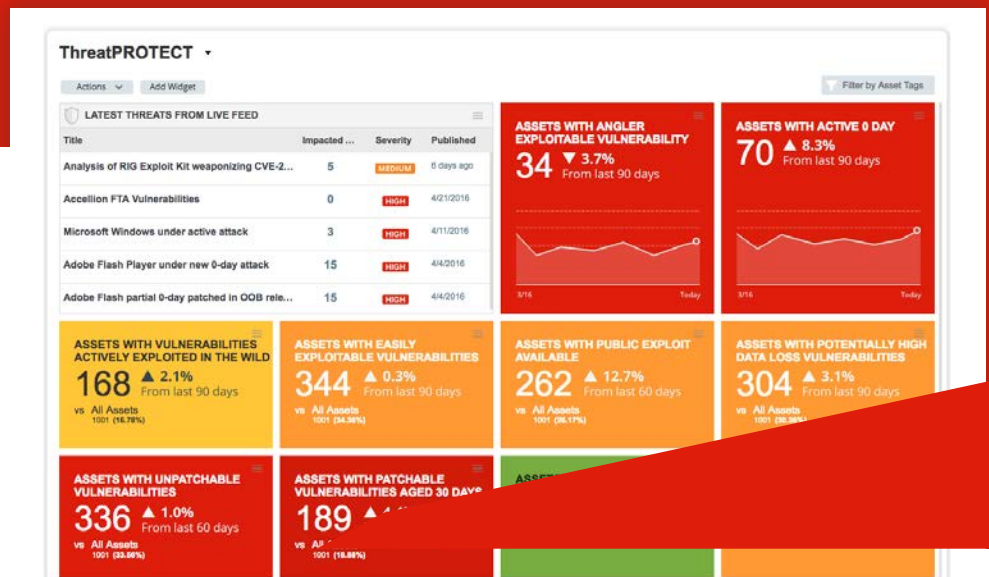 ThreatPROTECT
Actions
Add Widget
Filter by Asset Tags
LATEST THREATS FROM LIVE FEED
Title Impacted ... Severity Published
Analysis of RIG Exploit Kit weaponizing CVE-2... 5 MEDIUM 6 days ago
Accellion FTA Vulnerabilities 0 HIGH 4/21/2016
Microsoft Windows under active attack 3 HIGH 4/11/2016
Adobe Flash Player under new 0-day attack 15 HIGH 4/4/2016
Adobe Flash partial 0-day patched in OOB rele... 15 HIGH 4/4/2016
ASSETS WITH ANGLER
EXPLOITABLE VULNERABILITY
34 ▼ 3.7%
From last 90 days
3/16 Today
ASSETS WITH ACTIVE 0 DAY
70 ▲ 8.3%
From last 90 days
3/16 Today
ASSETS WITH VULNERABILITIES
ACTIVELY EXPLOITED IN THE WILD
168 ▲ 2.1%
From last 90 days
vs All Assets
1001 (16.78%)
ASSETS WITH EASILY
EXPLOITABLE VULNERABILITIES
344 ▲ 0.3%
From last 90 days
vs All Assets
1001 (34.36%)
ASSETS WITH PUBLIC EXPLOIT
AVAILABLE
262 ▲ 12.7%
From last 60 days
vs All Assets
1001 (26.17%)
ASSETS WITH POTENTIALLY HIGH
DATA LOSS VULNERABILITIES
304 ▲ 3.1%
From last 90 days
vs All Assets
1001
ASSETS WITH UNPATCHABLE
VULNERABILITIES
336 ▲ 1.0%
From last 60 days
vs All Assets
1001 (33.56%)
ASSETS WITH PATCHABLE
VULNERABILITIES AGED 30 DAYS
189 ▲
vs
1001 (18.88%)